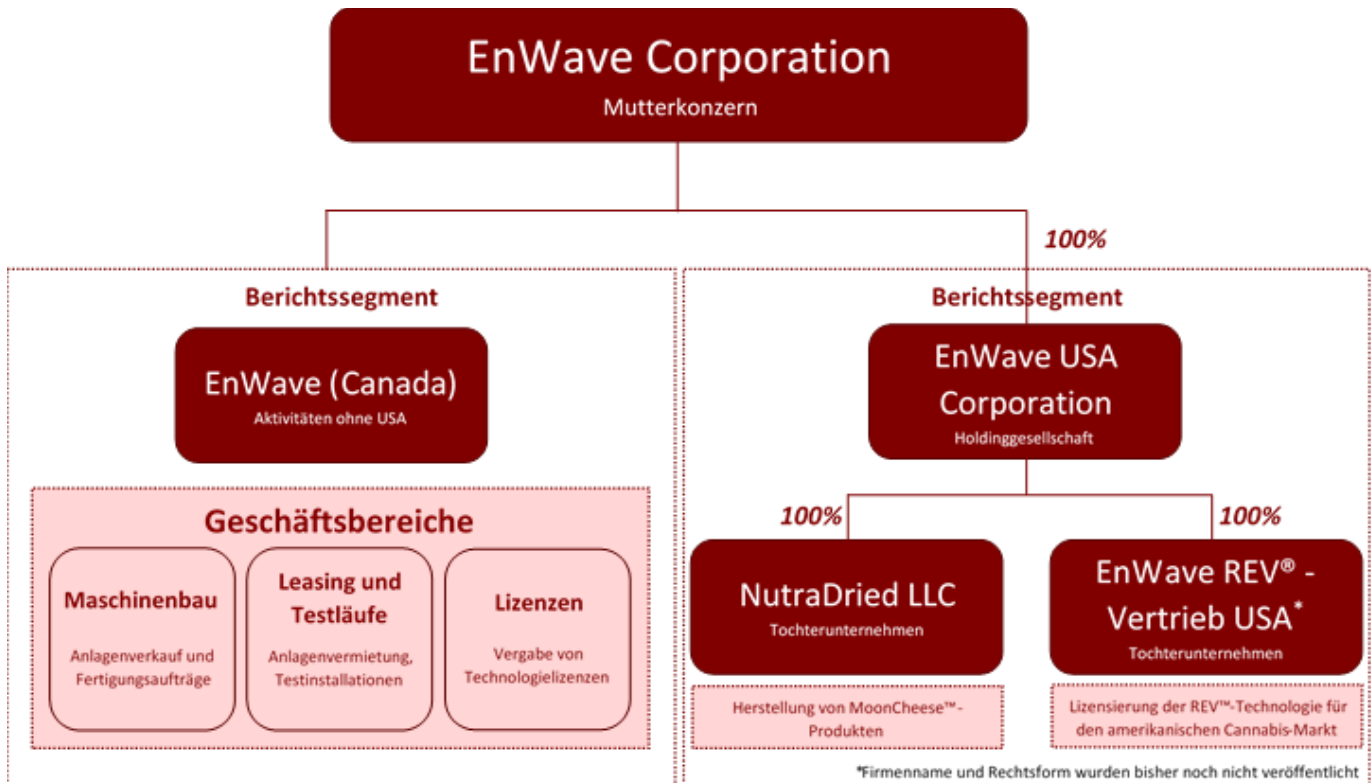 EnWave Corporation
Mutterkonzern
100%
Berichtssegment
EnWave (Canada)
Aktivitäten ohne USA
Geschäftsbereiche
Maschinenbau
Anlagenverkauf und
Fertigungsaufträge
Leasing und
Testläufe
Anlagenvermietung,
Testinstallationen
Lizenzen
Vergabe von
Technologielizenzen
Berichtssegment
EnWave USA
Corporation
Holdinggesellschaft
100%
100%
NutraDried LLC
Tochterunternehmen
Herstellung von MoonCheese™-
Produkten
EnWave REV® -
Vertrieb USA*
Tochterunternehmen
Lizensierung der REV™-Technologie für
den amerikanischen Cannabis-Markt
*Firmenname und Rechtsform wurden bisher noch nicht veröffentlicht